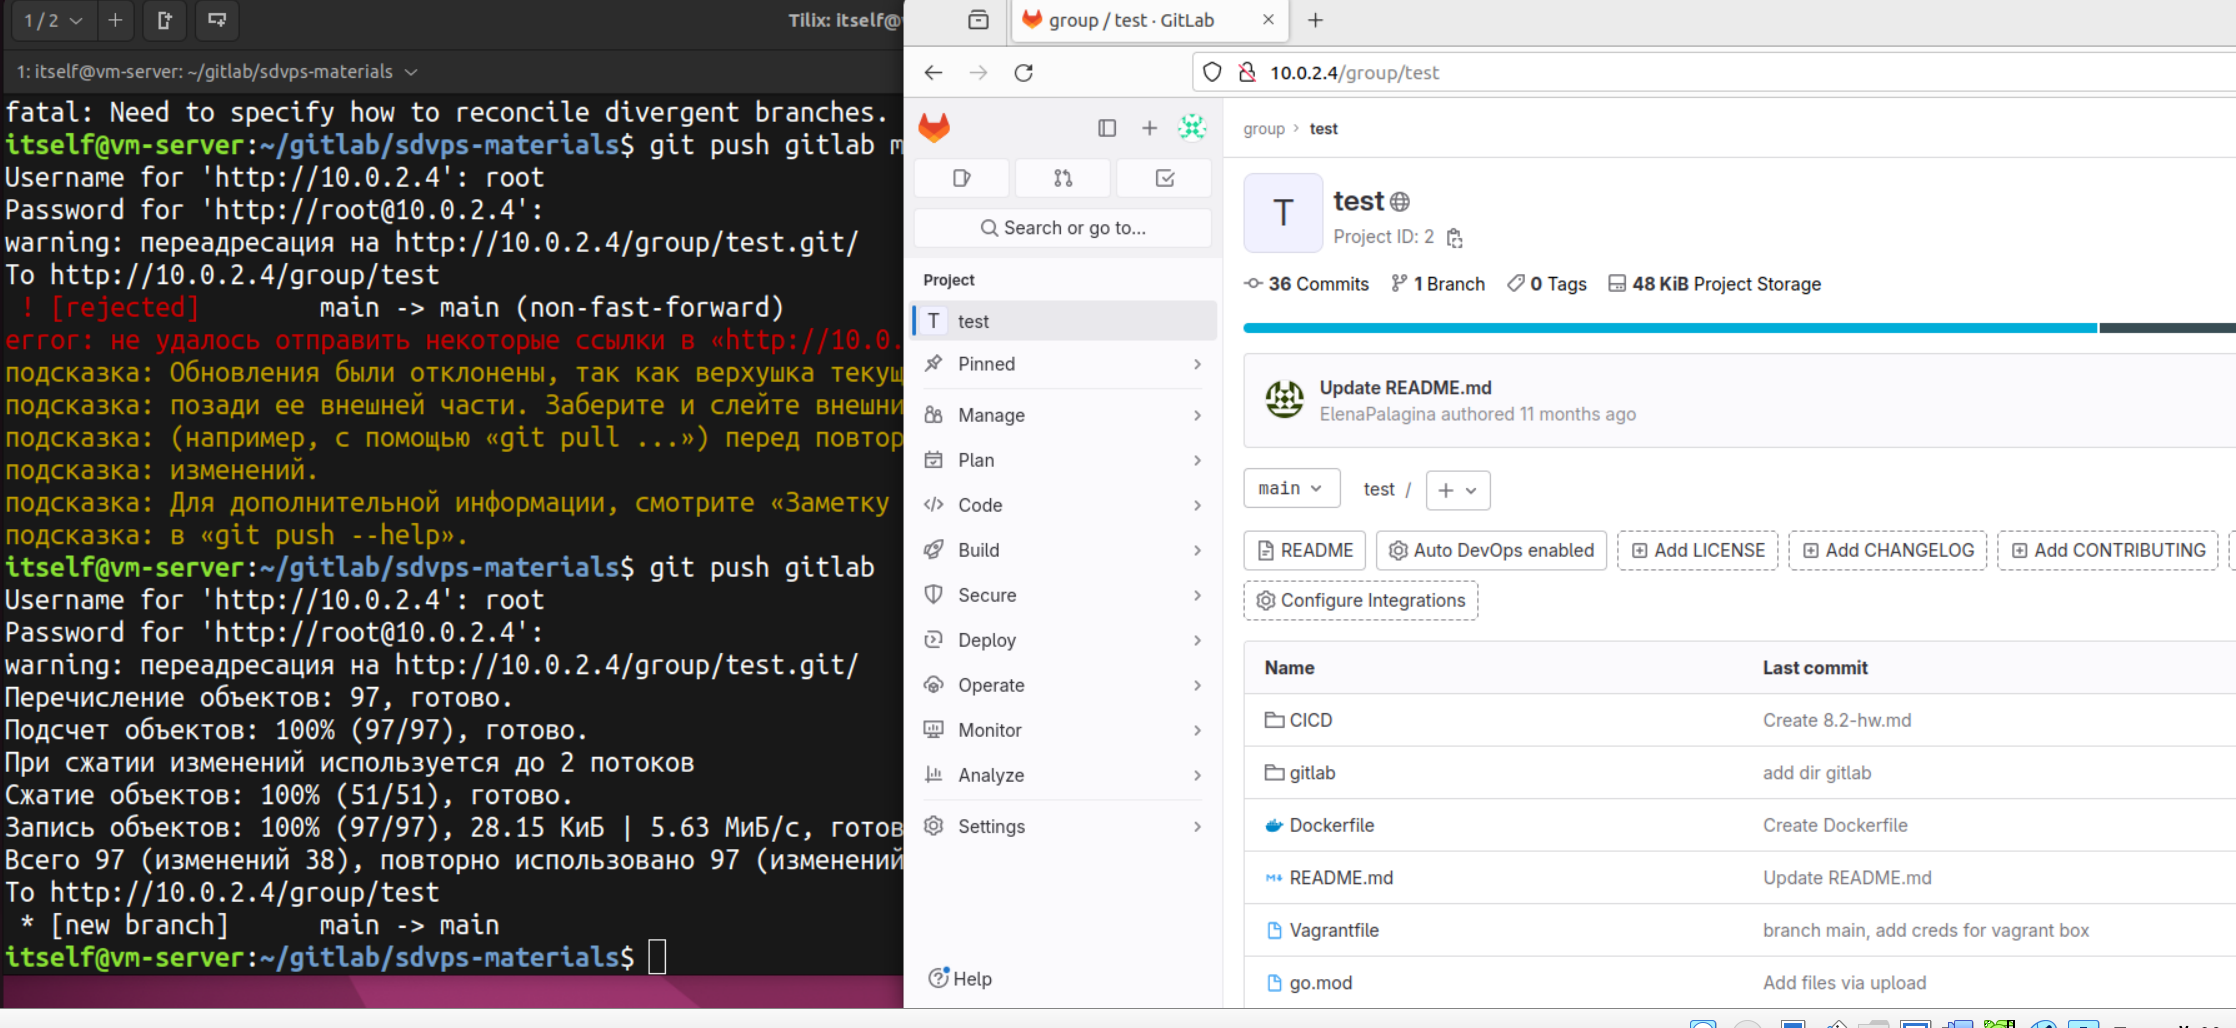 1 / 2
Tilix: itself@v
1: itself@vm-server: ~/gitlab/sdvps-materials
fatal: Need to specify how to reconcile divergent branches.
itself@vm-server:~/gitlab/sdvps-materials$ git push gitlab m
Username for 'http://10.0.2.4': root
Password for 'http://root@10.0.2.4':
warning: переадресация на http://10.0.2.4/group/test.git/
To http://10.0.2.4/group/test
! [rejected]        main -> main (non-fast-forward)
error: не удалось отправить некоторые ссылки в «http://10.0.
подсказка: Обновления были отклонены, так как верхушка текущ
подсказка: позади ее внешней части. Заберите и слейте внешни
подсказка: (например, с помощью «git pull ...») перед повтор
подсказка: изменений.
подсказка: Для дополнительной информации, смотрите «Заметку
подсказка: в «git push --help».
itself@vm-server:~/gitlab/sdvps-materials$ git push gitlab
Username for 'http://10.0.2.4': root
Password for 'http://root@10.0.2.4':
warning: переадресация на http://10.0.2.4/group/test.git/
Перечисление объектов: 97, готово.
Подсчет объектов: 100% (97/97), готово.
При сжатии изменений используется до 2 потоков
Сжатие объектов: 100% (51/51), готово.
Запись объектов: 100% (97/97), 28.15 КиБ | 5.63 МиБ/с, готов
Всего 97 (изменений 38), повторно использовано 97 (изменений
To http://10.0.2.4/group/test
* [new branch]      main -> main
itself@vm-server:~/gitlab/sdvps-materials$
group / test · GitLab
10.0.2.4/group/test
Search or go to...
Project
T test
Pinned
Manage
Plan
Code
Build
Secure
Deploy
Operate
Monitor
Analyze
Settings
Help
group › test
T
test
Project ID: 2
36 Commits 1 Branch 0 Tags 48 KiB Project Storage
Update README.md
ElenaPalagina authored 11 months ago
main test / +
README Auto DevOps enabled Add LICENSE Add CHANGELOG Add CONTRIBUTING
Configure Integrations
Name Last commit
CICD Create 8.2-hw.md
gitlab add dir gitlab
Dockerfile Create Dockerfile
README.md Update README.md
Vagrantfile branch main, add creds for vagrant box
go.mod Add files via upload